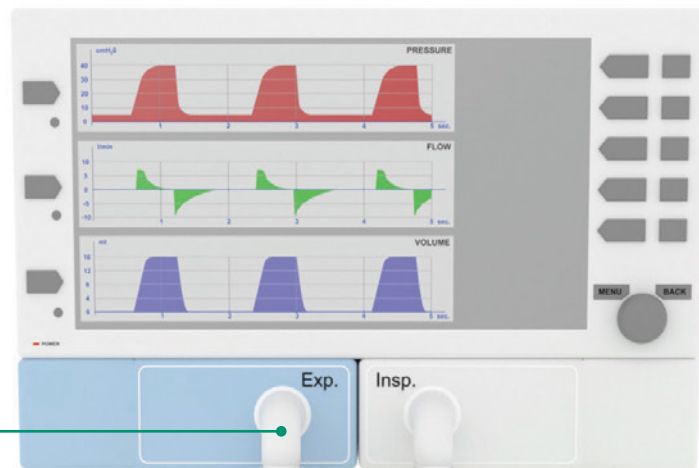 cmH₂0
PRESSURE
40
30
20
10
0
1
2
3
4
5 sec.
l/min
FLOW
10
5
0
-5
-10
1
2
3
4
5 sec.
ml
VOLUME
16
12
8
4
0
1
2
3
4
5 sec.
MENU
BACK
POWER
Exp.
Insp.